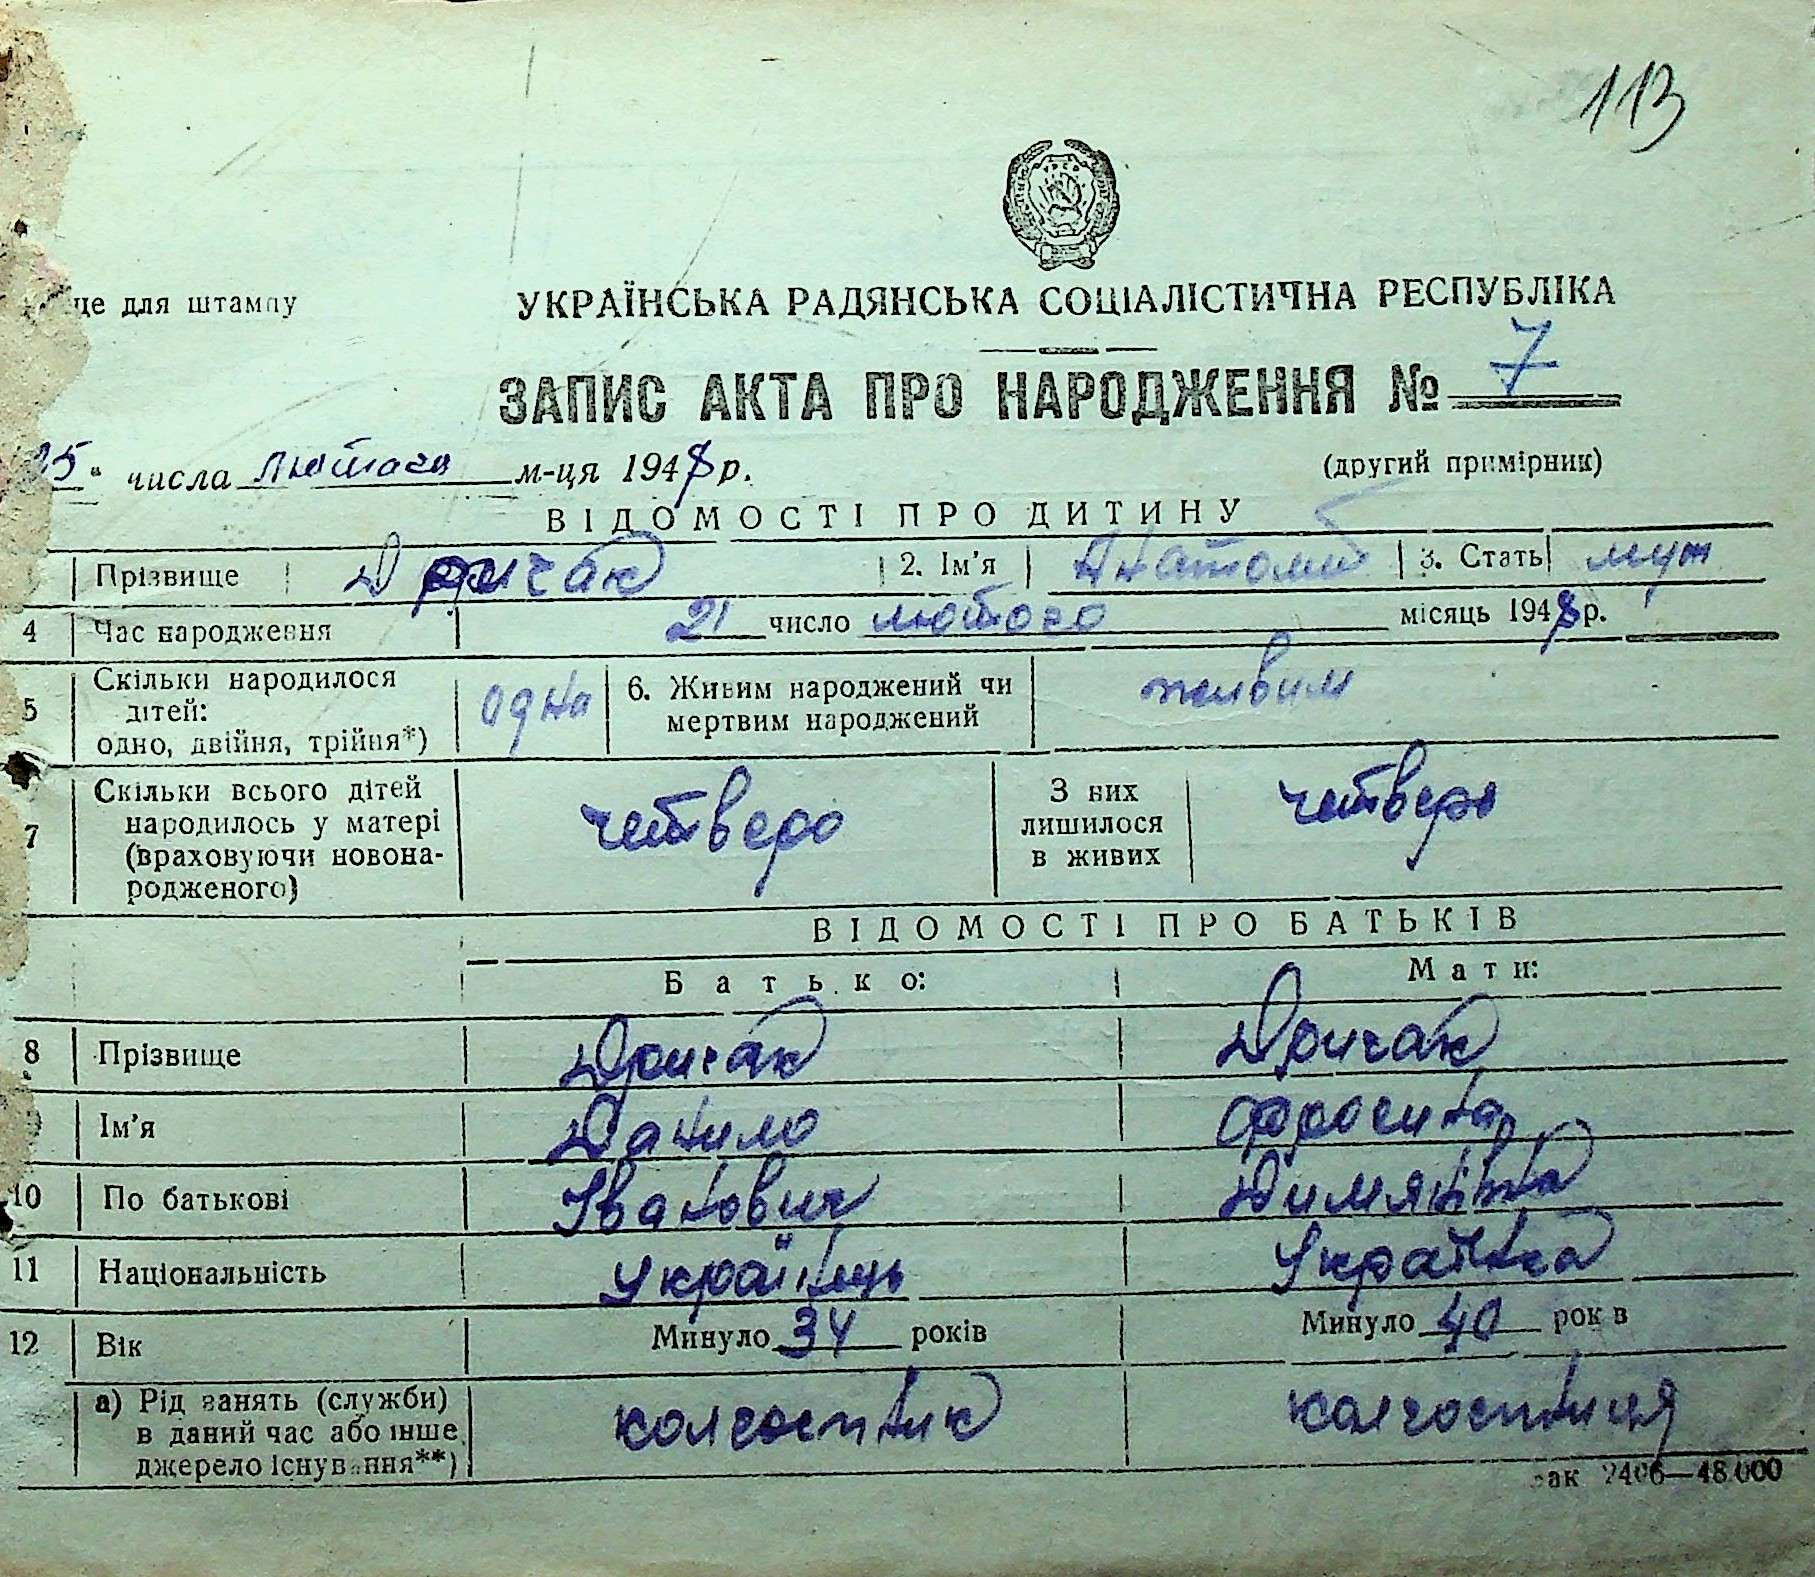 113
УРСР
це для штампу
УКРАЇНСЬКА РАДЯНСЬКА СОЦІАЛІСТИЧНА РЕСПУБЛІКА
ЗАПИС АКТА ПРО НАРОДЖЕННЯ № 7
25" числа лютого м-ця 1948 р.
(другий примірник)
ВІДОМОСТІ ПРО ДИТИНУ
Прізвище Дричак 2. Ім'я Анатолій 3. Стать муж
4 Час народження 21 число лютого місяць 1948 р.
5 Скільки народилося дітей: одно, двійня, трійня*) одна 6. Живим народжений чи мертвим народжений живим
7 Скільки всього дітей народилось у матері (враховуючи новона-родженого) четверо З них лишилося в живих четверо
ВІДОМОСТІ ПРО БАТЬКІВ
Батько: Мати:
8 Прізвище Дричак Дричак
Ім'я Данило Фросина
10 По батькові Іванович Димянівна
11 Національність Українець Українка
12 Вік Минуло 34 років Минуло 40 рок в
а) Рід занять (служби) в даний час або інше джерело існування**) колгоспник колгоспниця
зак 2406—48.000